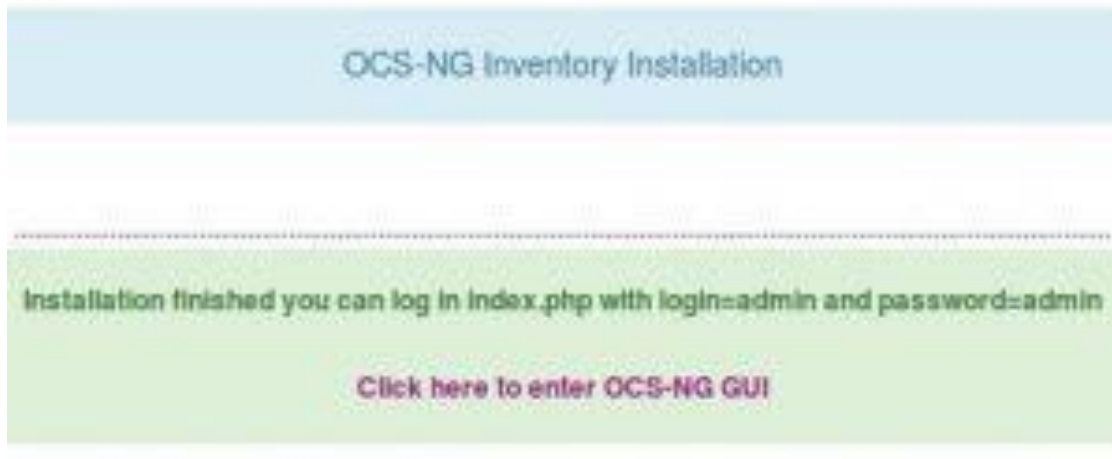 OCS-NG Inventory Installation
Installation finished you can log in index.php with login=admin and password=admin
Click here to enter OCS-NG GUI